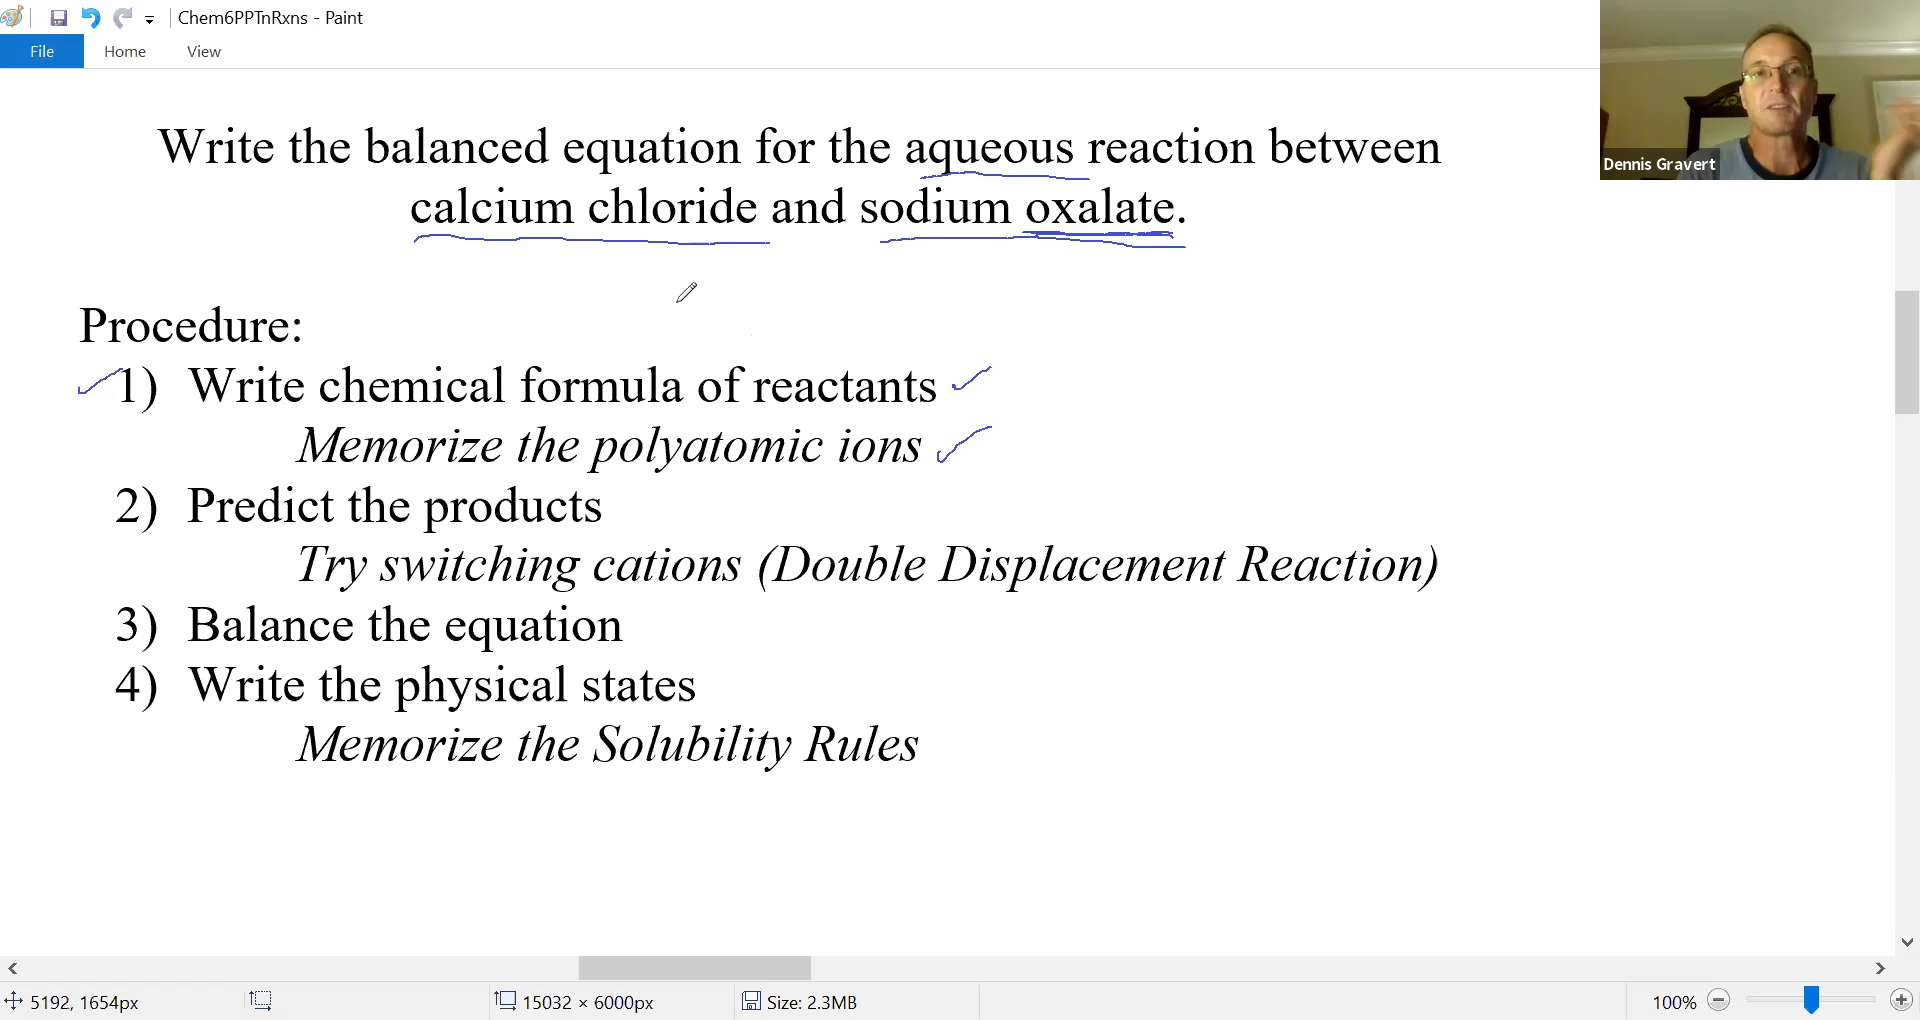 Chem6PPTnRxns - Paint
File Home View
Write the balanced equation for the aqueous reaction between
calcium chloride and sodium oxalate.
Dennis Gravert
Procedure:
1) Write chemical formula of reactants
Memorize the polyatomic ions
2) Predict the products
Try switching cations (Double Displacement Reaction)
3) Balance the equation
4) Write the physical states
Memorize the Solubility Rules
5192, 1654px 15032 × 6000px Size: 2.3MB 100%